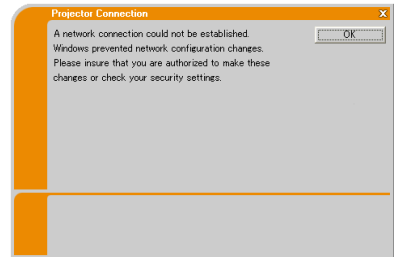 Projector Connection
X
A network connection could not be established.
OK
Windows prevented network configuration changes.
Please insure that you are authorized to make these
changes or check your security settings.